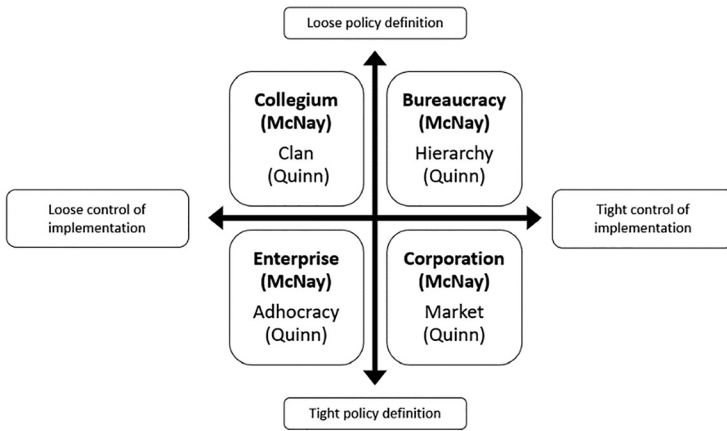 Loose policy definition
Collegium
(McNay)
Clan
(Quinn)
Bureaucracy
(McNay)
Hierarchy
(Quinn)
Loose control of
implementation
Tight control of
implementation
Enterprise
(McNay)
Adhocracy
(Quinn)
Corporation
(McNay)
Market
(Quinn)
Tight policy definition